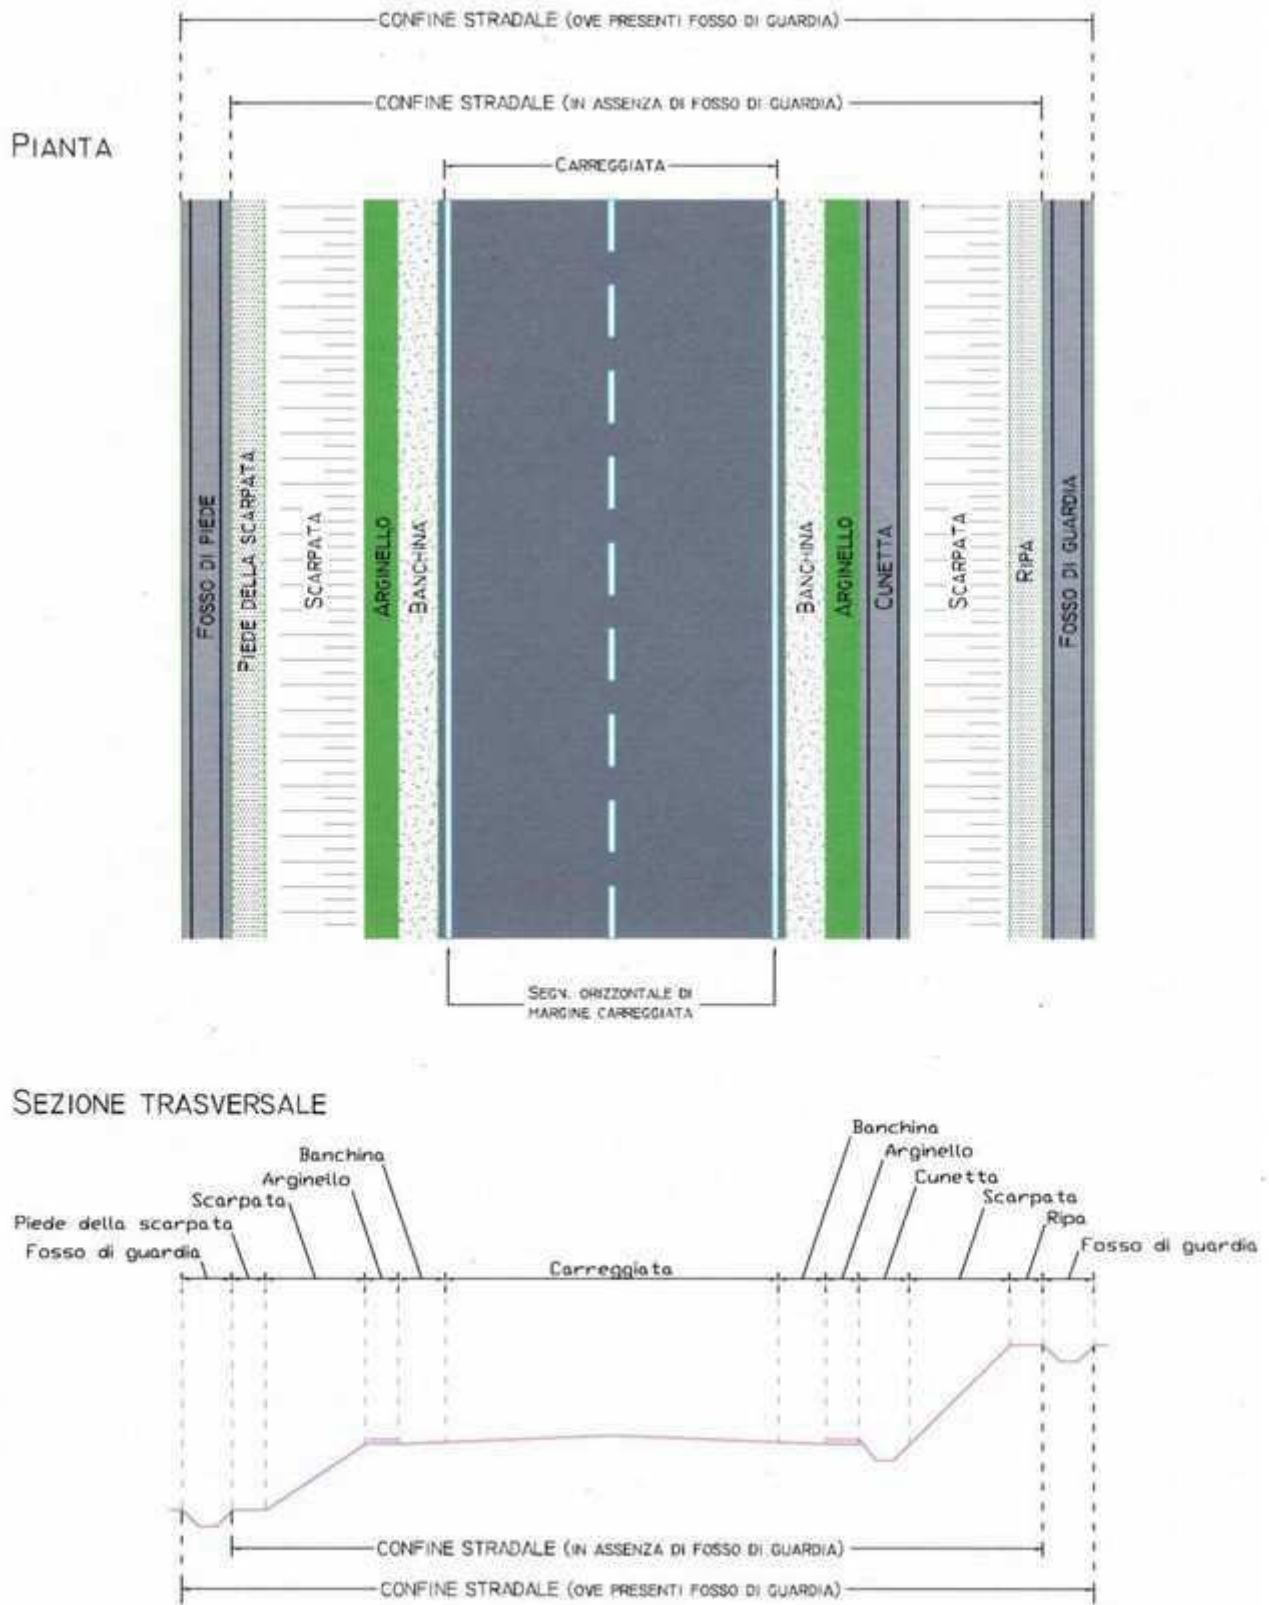 CONFINE STRADALE (OVE PRESENTI FOSSO DI GUARDIA)
CONFINE STRADALE (IN ASSENZA DI FOSSO DI GUARDIA)
PIANTA
CARREGGIATA
FOSSO DI PIEDE
PIEDE DELLA SCARPATA
SCARPATA
ARGINELLO
BANCHINA
BANCHINA
ARGINELLO
CUNETTA
SCARPATA
RIPA
FOSSO DI GUARDIA
SEGN. ORIZZONTALE DI
MARGINE CARREGGIATA
SEZIONE TRASVERSALE
Banchina
Arginello
Scarpata
Piede della scarpata
Fosso di guardia
Carreggiata
Banchina
Arginello
Cunetta
Scarpata
Ripa
Fosso di guardia
CONFINE STRADALE (IN ASSENZA DI FOSSO DI GUARDIA)
CONFINE STRADALE (OVE PRESENTI FOSSO DI GUARDIA)